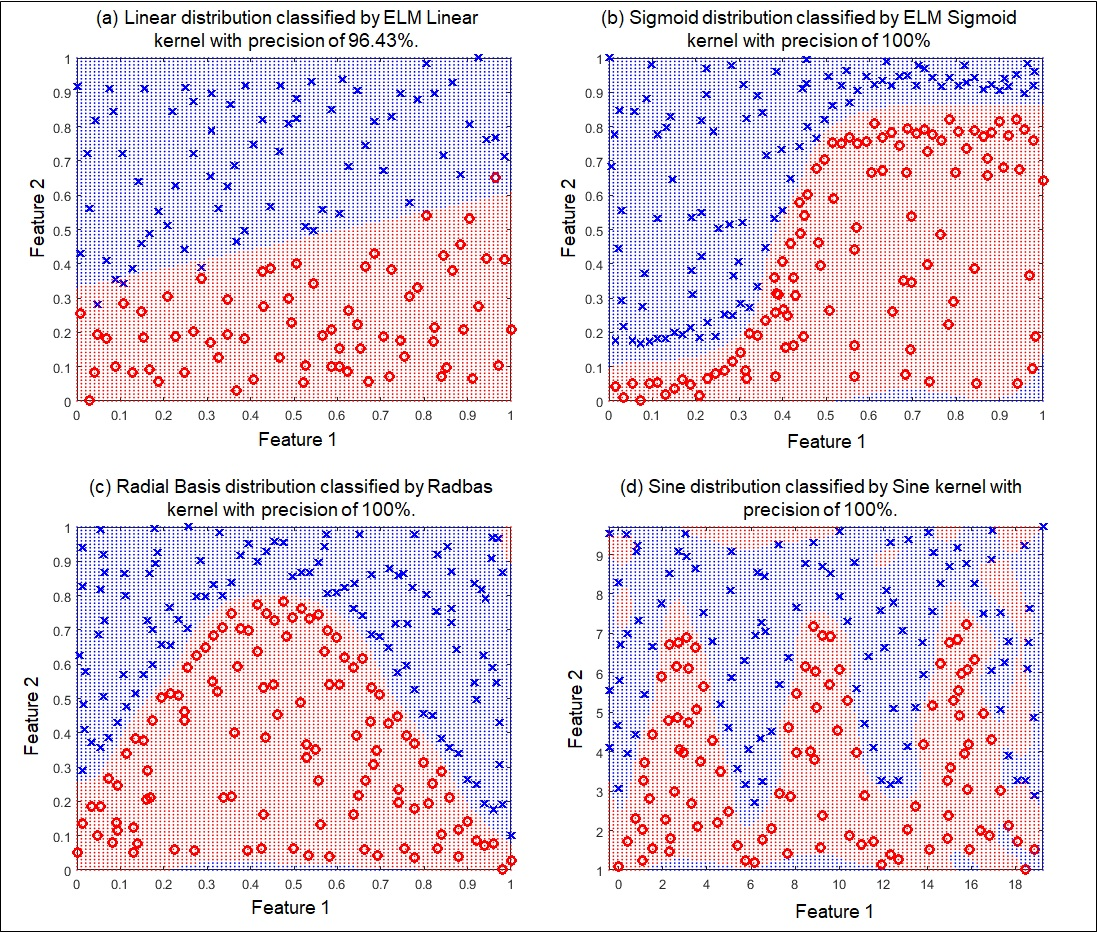 (a) Linear distribution classified by ELM Linear
kernel with precision of 96.43%.
1
0.9
0.8
0.7
0.6
0.5
0.4
0.3
0.2
0.1
0
Feature 2
0 0.1 0.2 0.3 0.4 0.5 0.6 0.7 0.8 0.9 1
Feature 1
(b) Sigmoid distribution classified by ELM Sigmoid
kernel with precision of 100%
1
0.9
0.8
0.7
0.6
0.5
0.4
0.3
0.2
0.1
0
Feature 2
0 0.1 0.2 0.3 0.4 0.5 0.6 0.7 0.8 0.9 1
Feature 1
(c) Radial Basis distribution classified by Radbas
kernel with precision of 100%.
1
0.9
0.8
0.7
0.6
0.5
0.4
0.3
0.2
0.1
0
Feature 2
0 0.1 0.2 0.3 0.4 0.5 0.6 0.7 0.8 0.9 1
Feature 1
(d) Sine distribution classified by Sine kernel with
precision of 100%.
9
8
7
6
5
4
3
2
1
Feature 2
0 2 4 6 8 10 12 14 16 18
Feature 1